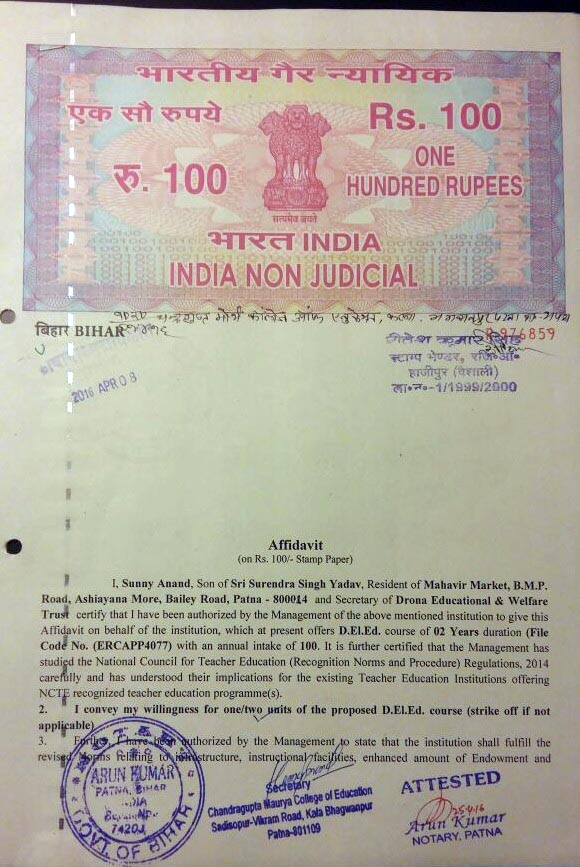 भारतीय गैर न्यायिक
एक सौ रुपये
Rs. 100
रु. 100
ONE
HUNDRED RUPEES
सत्यमेव जयते
भारत INDIA
INDIA NON JUDICIAL
बिहार BIHAR
976859
स्टाम्प भेण्डर, रजि.ऑ.
हाजीपुर (वैशाली)
ला०न०-1/1999/2000
2016 APR 08
Affidavit
(on Rs. 100/- Stamp Paper)
I, Sunny Anand, Son of Sri Surendra Singh Yadav, Resident of Mahavir Market, B.M.P.
Road, Ashiayana More, Bailey Road, Patna - 800014 and Secretary of Drona Educational & Welfare
Trust certify that I have been authorized by the Management of the above mentioned institution to give this
Affidavit on behalf of the institution, which at present offers D.El.Ed. course of 02 Years duration (File
Code No. (ERCAPP4077) with an annual intake of 100. It is further certified that the Management has
studied the National Council for Teacher Education (Recognition Norms and Procedure) Regulations, 2014
carefully and has understood their implications for the existing Teacher Education Institutions offering
NCTE recognized teacher education programme(s).
2. I convey my willingness for one/two units of the proposed D.El.Ed. course (strike off if not
applicable)
3. Further, I have been authorized by the Management to state that the institution shall fulfill the
revised norms relating to infrastructure, instructional facilities, enhanced amount of Endowment and
NOTARY
ARUN KUMAR
PATNA, BIHAR
INDIA
GOVT. OF BIHAR
Secretary
Chandragupta Maurya College of Education
Sadisopur-Vikram Road, Kala Bhagwanpur
Patna-801109
ATTESTED
25.4.16
Arun Kumar
NOTARY, PATNA